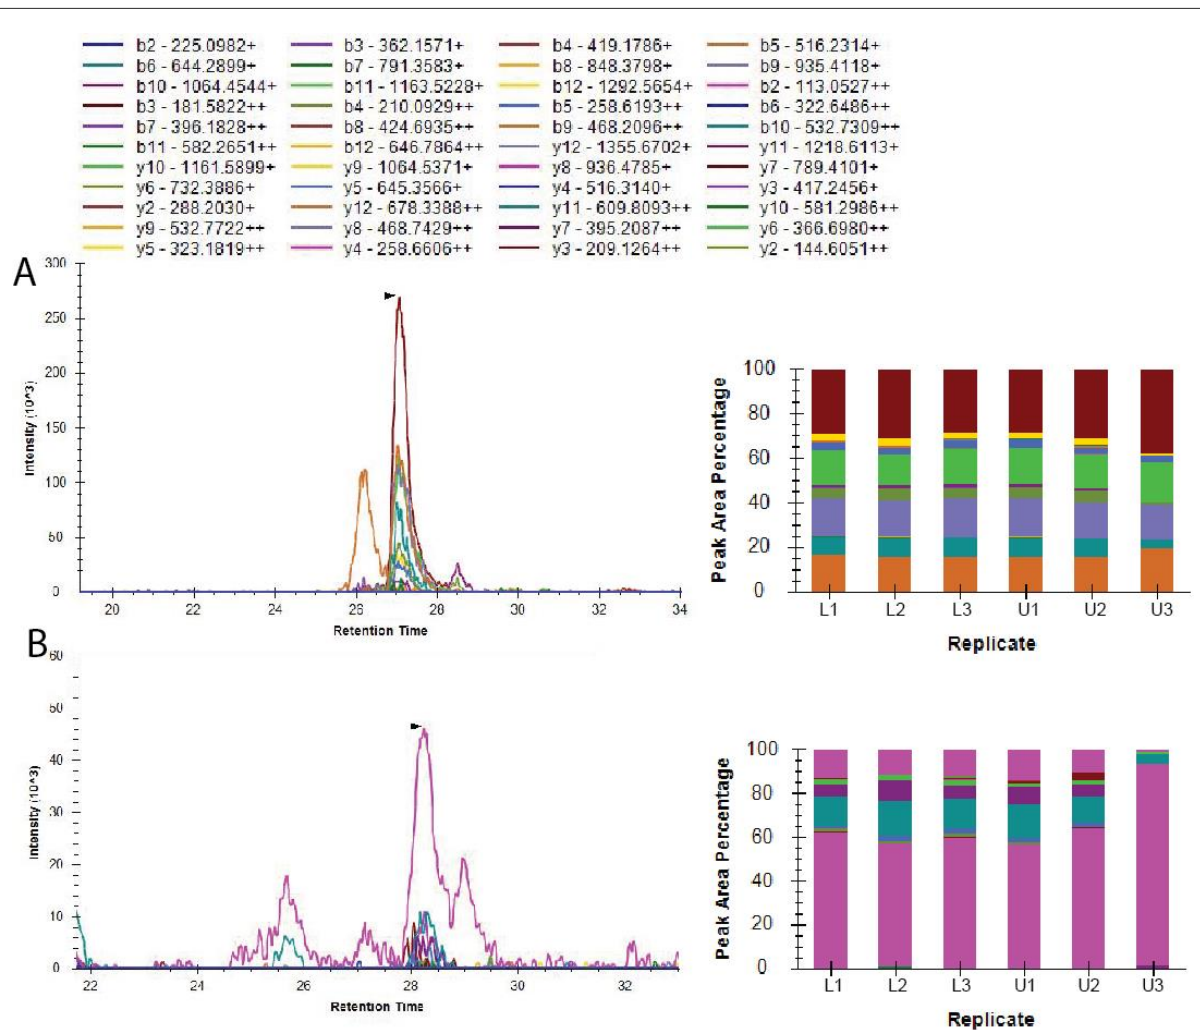 b2 - 225.0982+ b3 - 362.1571+ b4 - 419.1786+ b5 - 516.2314+
b6 - 644.2899+ b7 - 791.3583+ b8 - 848.3798+ b9 - 935.4118+
b10 - 1064.4544+ b11 - 1163.5228+ b12 - 1292.5654+ b2 - 113.0527++
b3 - 181.5822++ b4 - 210.0929++ b5 - 258.6193++ b6 - 322.6486++
b7 - 396.1828++ b8 - 424.6935++ b9 - 468.2096++ b10 - 532.7309++
b11 - 582.2651++ b12 - 646.7864++ y12 - 1355.6702+ y11 - 1218.6113+
y10 - 1161.5899+ y9 - 1064.5371+ y8 - 936.4785+ y7 - 789.4101+
y6 - 732.3886+ y5 - 645.3566+ y4 - 516.3140+ y3 - 417.2456+
y2 - 288.2030+ y12 - 678.3388++ y11 - 609.8093++ y10 - 581.2986++
y9 - 532.7722++ y8 - 468.7429++ y7 - 395.2087++ y6 - 366.6980++
y5 - 323.1819++ y4 - 258.6606++ y3 - 209.1264++ y2 - 144.6051++
A
300
250
200
150
100
50
0
Intensity (10^3)
20 22 24 26 28 30 32 34
Retention Time
100
80
60
40
20
0
Peak Area Percentage
L1 L2 L3 U1 U2 U3
Replicate
B
60
50
40
30
20
10
0
Intensity (10^3)
22 24 26 28 30 32
Retention Time
100
80
60
40
20
0
Peak Area Percentage
L1 L2 L3 U1 U2 U3
Replicate